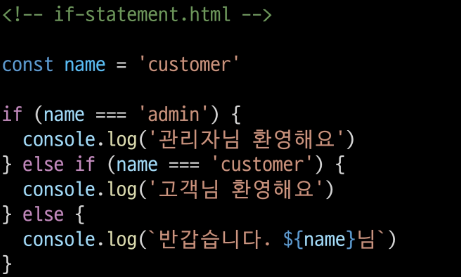 <!-- if-statement.html -->
const name = 'customer'
if (name === 'admin') {
  console.log('관리자님 환영해요')
} else if (name === 'customer') {
  console.log('고객님 환영해요')
} else {
  console.log(`반갑습니다. ${name}님`)
}